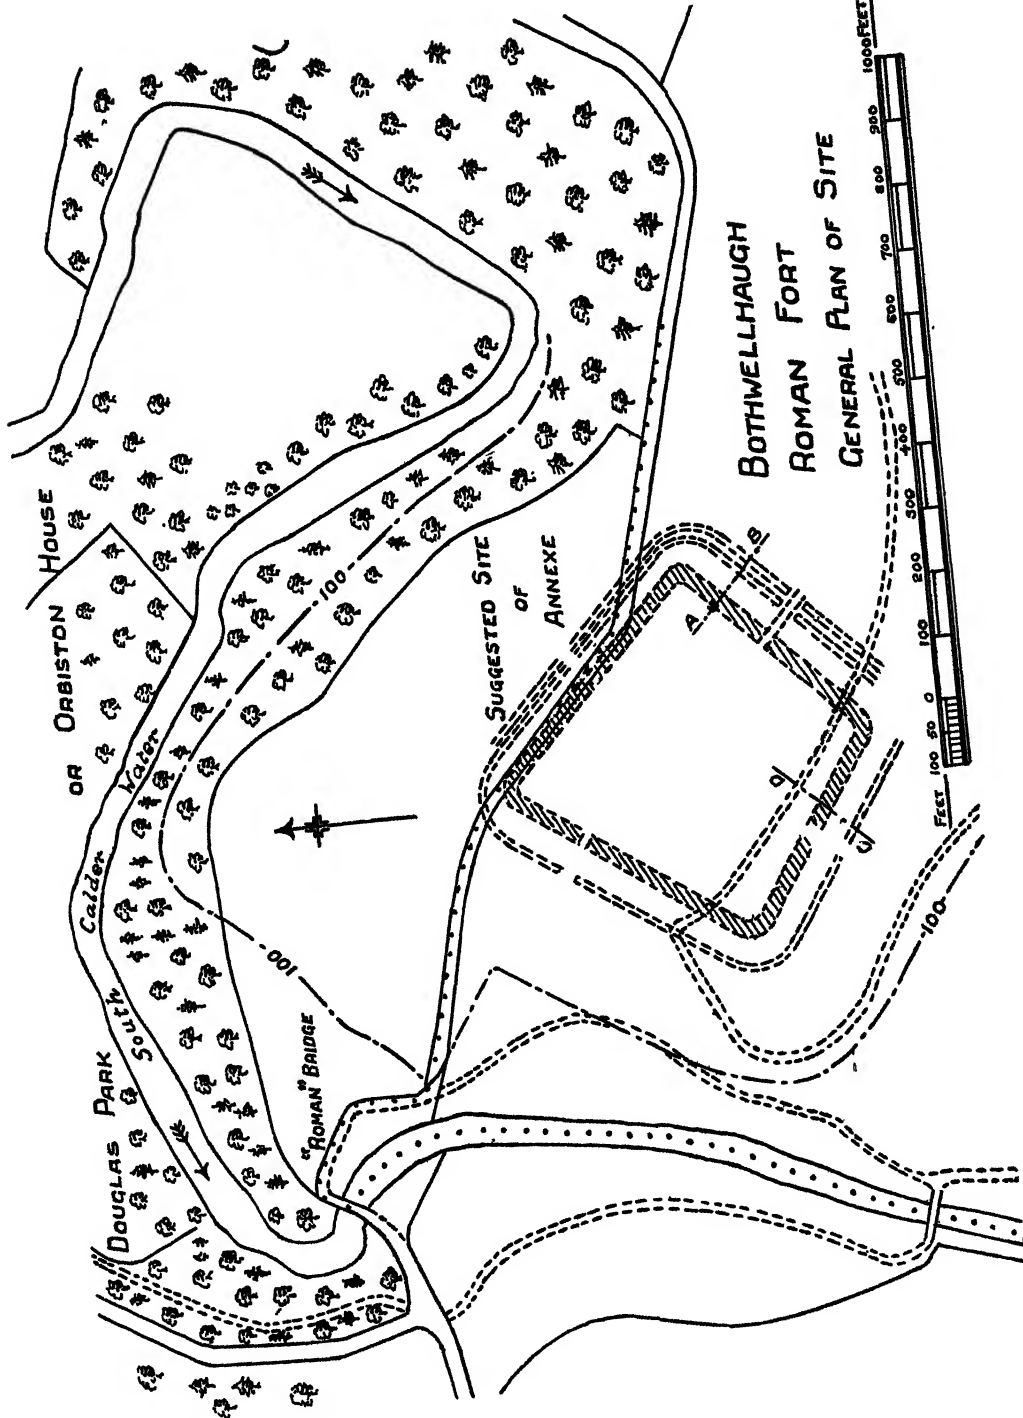 DOUGLAS PARK
OR ORBISTON HOUSE
South Calder Water
100
100
"ROMAN" BRIDGE
SUGGESTED SITE
OF
ANNEXE
A
B
C
D
100
BOTHWELLHAUGH
ROMAN FORT
GENERAL PLAN OF SITE
FEET 100 50 0 100 200 300 400 500 600 700 800 900 1000 FEET